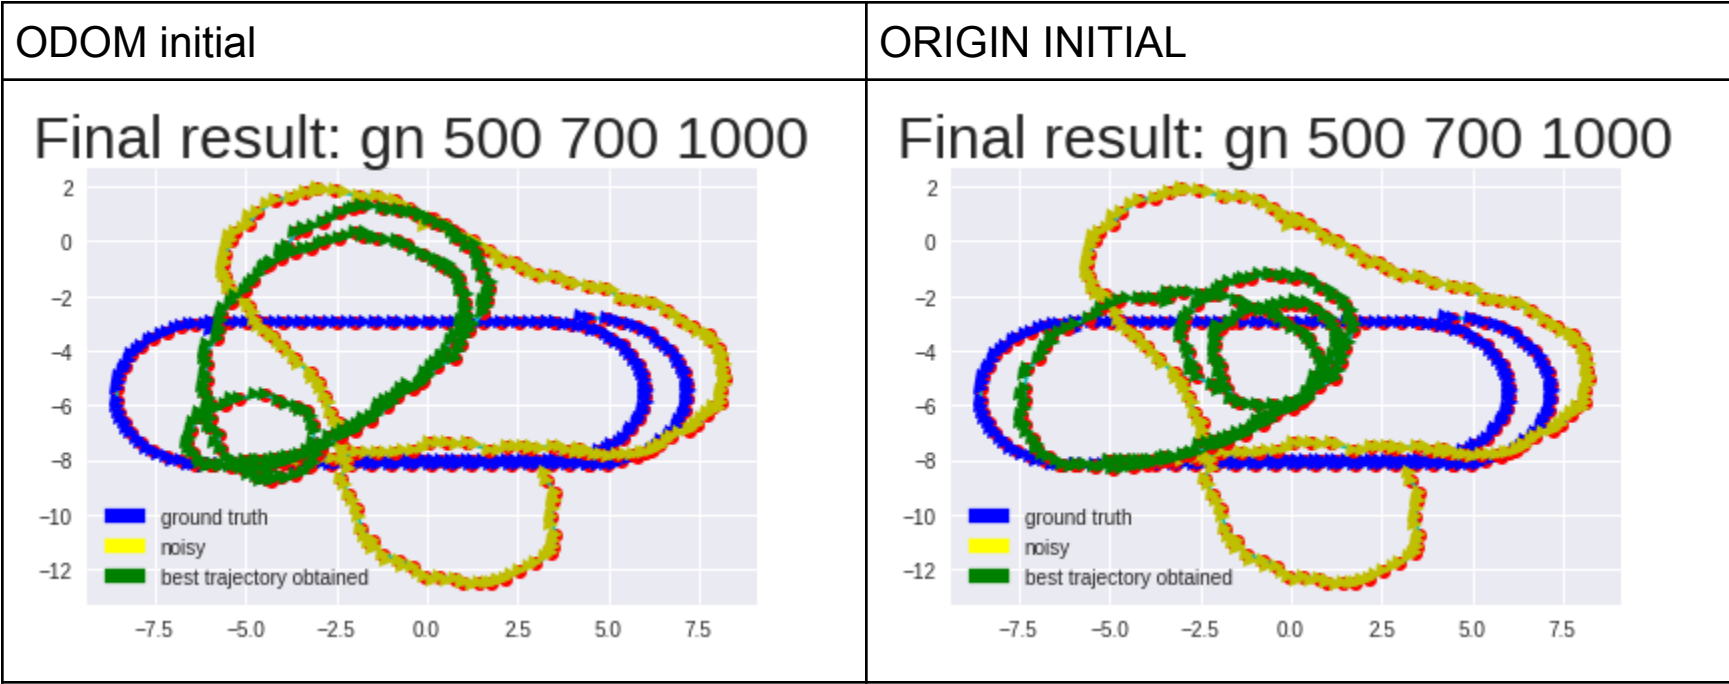 ODOM initial
ORIGIN INITIAL
Final result: gn 500 700 1000
2
0
−2
−4
−6
−8
−10
−12
ground truth
noisy
best trajectory obtained
−7.5 −5.0 −2.5 0.0 2.5 5.0 7.5
Final result: gn 500 700 1000
2
0
−2
−4
−6
−8
−10
−12
ground truth
noisy
best trajectory obtained
−7.5 −5.0 −2.5 0.0 2.5 5.0 7.5